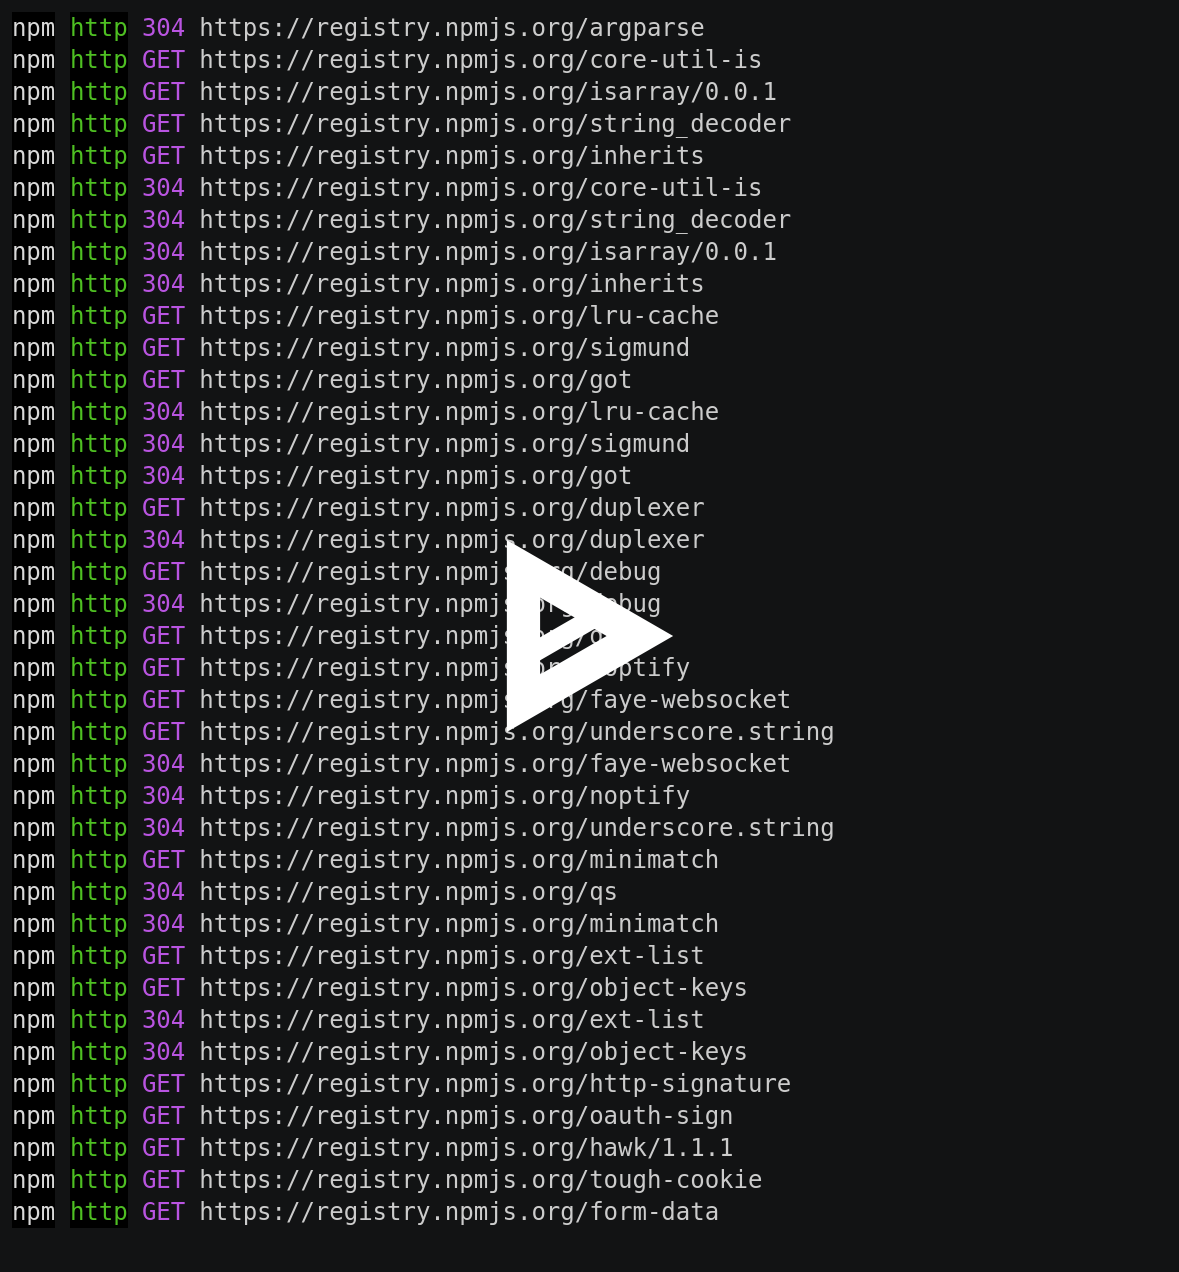 npm http 304 https://registry.npmjs.org/argparse
npm http GET https://registry.npmjs.org/core-util-is
npm http GET https://registry.npmjs.org/isarray/0.0.1
npm http GET https://registry.npmjs.org/string_decoder
npm http GET https://registry.npmjs.org/inherits
npm http 304 https://registry.npmjs.org/core-util-is
npm http 304 https://registry.npmjs.org/string_decoder
npm http 304 https://registry.npmjs.org/isarray/0.0.1
npm http 304 https://registry.npmjs.org/inherits
npm http GET https://registry.npmjs.org/lru-cache
npm http GET https://registry.npmjs.org/sigmund
npm http GET https://registry.npmjs.org/got
npm http 304 https://registry.npmjs.org/lru-cache
npm http 304 https://registry.npmjs.org/sigmund
npm http 304 https://registry.npmjs.org/got
npm http GET https://registry.npmjs.org/duplexer
npm http 304 https://registry.npmjs.org/duplexer
npm http GET https://registry.npmjs.org/debug
npm http 304 https://registry.npmjs.org/debug
npm http GET
npm http GET https://registry.npmjs.org/noptify
npm http GET https://registry.npmjs.org/faye-websocket
npm http GET https://registry.npmjs.org/underscore.string
npm http 304 https://registry.npmjs.org/faye-websocket
npm http 304 https://registry.npmjs.org/noptify
npm http 304 https://registry.npmjs.org/underscore.string
npm http GET https://registry.npmjs.org/minimatch
npm http 304 https://registry.npmjs.org/qs
npm http 304 https://registry.npmjs.org/minimatch
npm http GET https://registry.npmjs.org/ext-list
npm http GET https://registry.npmjs.org/object-keys
npm http 304 https://registry.npmjs.org/ext-list
npm http 304 https://registry.npmjs.org/object-keys
npm http GET https://registry.npmjs.org/http-signature
npm http GET https://registry.npmjs.org/oauth-sign
npm http GET https://registry.npmjs.org/hawk/1.1.1
npm http GET https://registry.npmjs.org/tough-cookie
npm http GET https://registry.npmjs.org/form-data